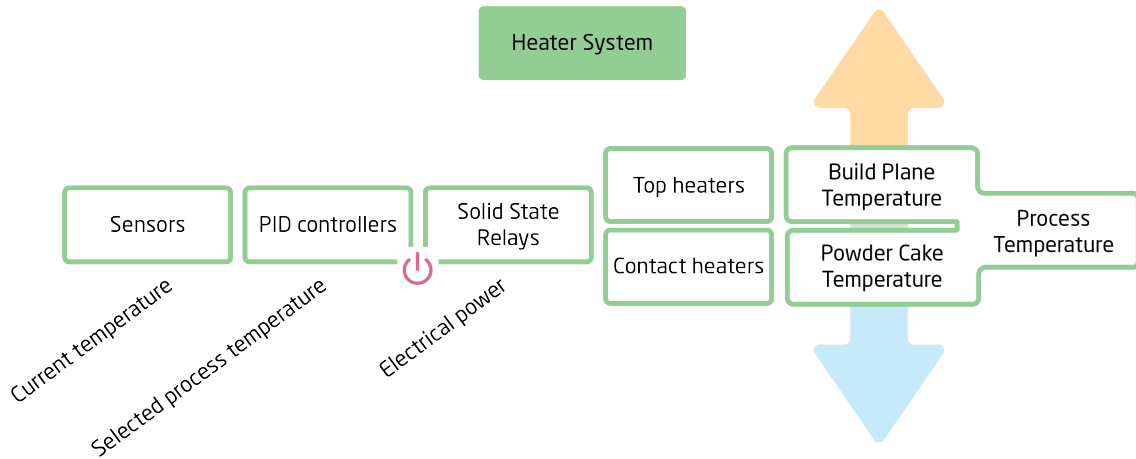 Heater System
Sensors
PID controllers
Solid State
Relays
Top heaters
Contact heaters
Build Plane
Temperature
Powder Cake
Temperature
Process
Temperature
Current temperature
Selected process temperature
Electrical power